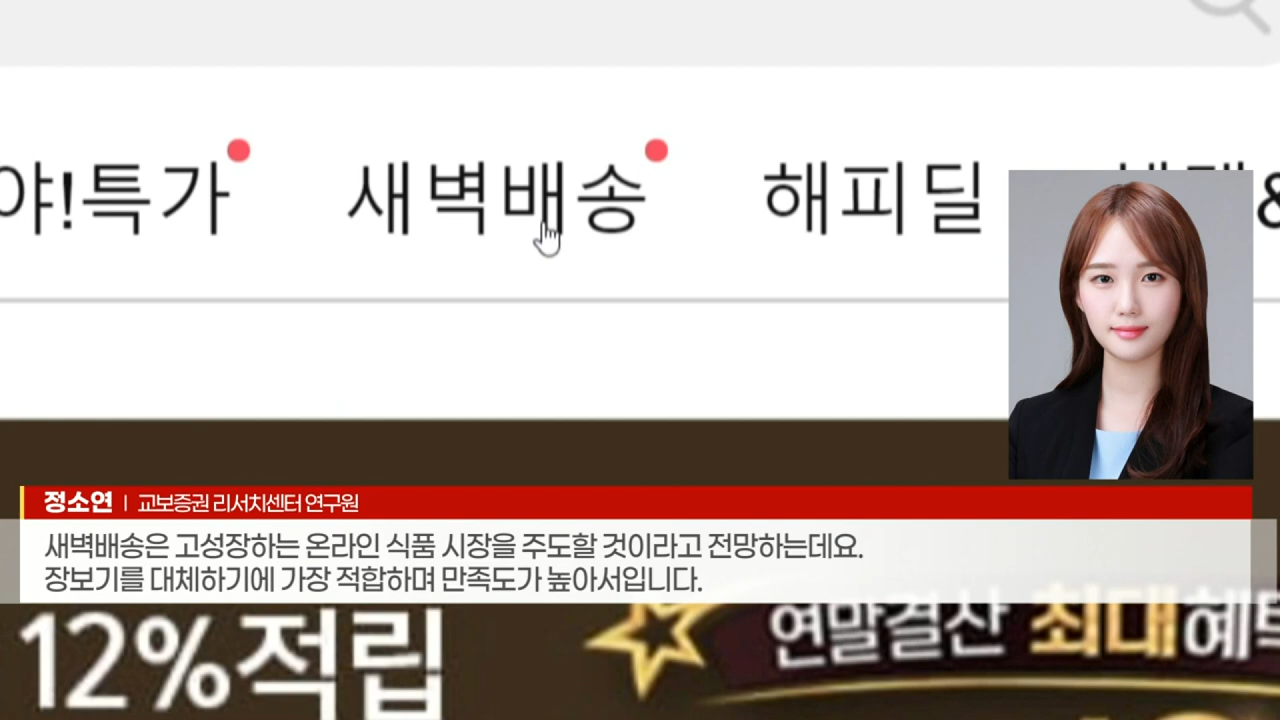 야!특가 새벽배송 해피딜
정소연 | 교보증권 리서치센터 연구원
새벽배송은 고성장하는 온라인 식품 시장을 주도할 것이라고 전망하는데요.
장보기를 대체하기에 가장 적합하며 만족도가 높아서입니다.
12%적립
연말결산 최대혜택